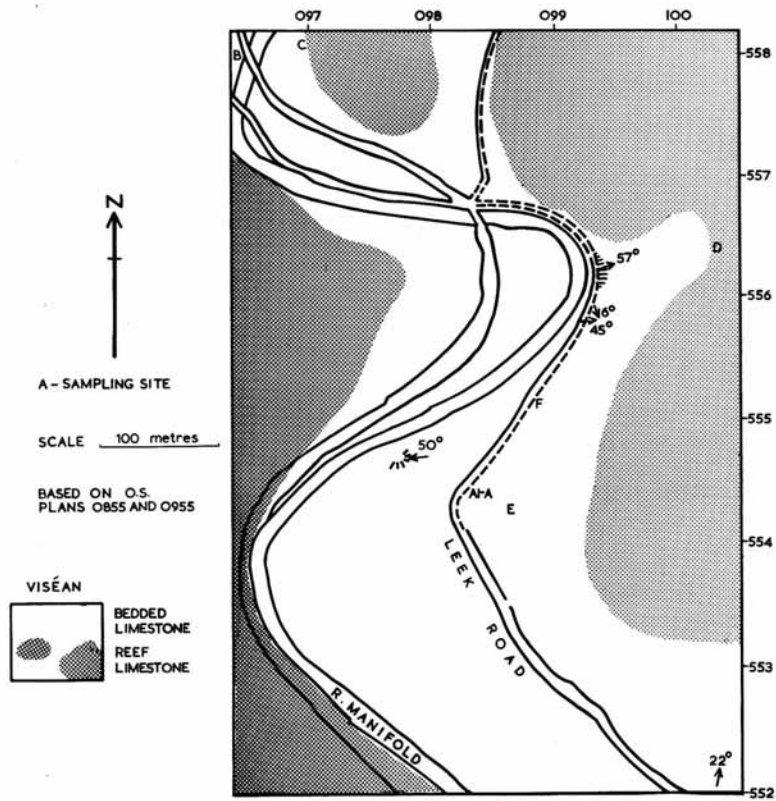 097 098 099 100
B
C
558
557
N
D
57°
556
16°
45°
A - SAMPLING SITE
F
555
SCALE 100 metres
50°
BASED ON O.S.
PLANS 0855 AND 0955
A1-A
E
554
LEEK ROAD
VISÉAN
BEDDED
LIMESTONE
REEF
LIMESTONE
553
R. MANIFOLD
22°
552